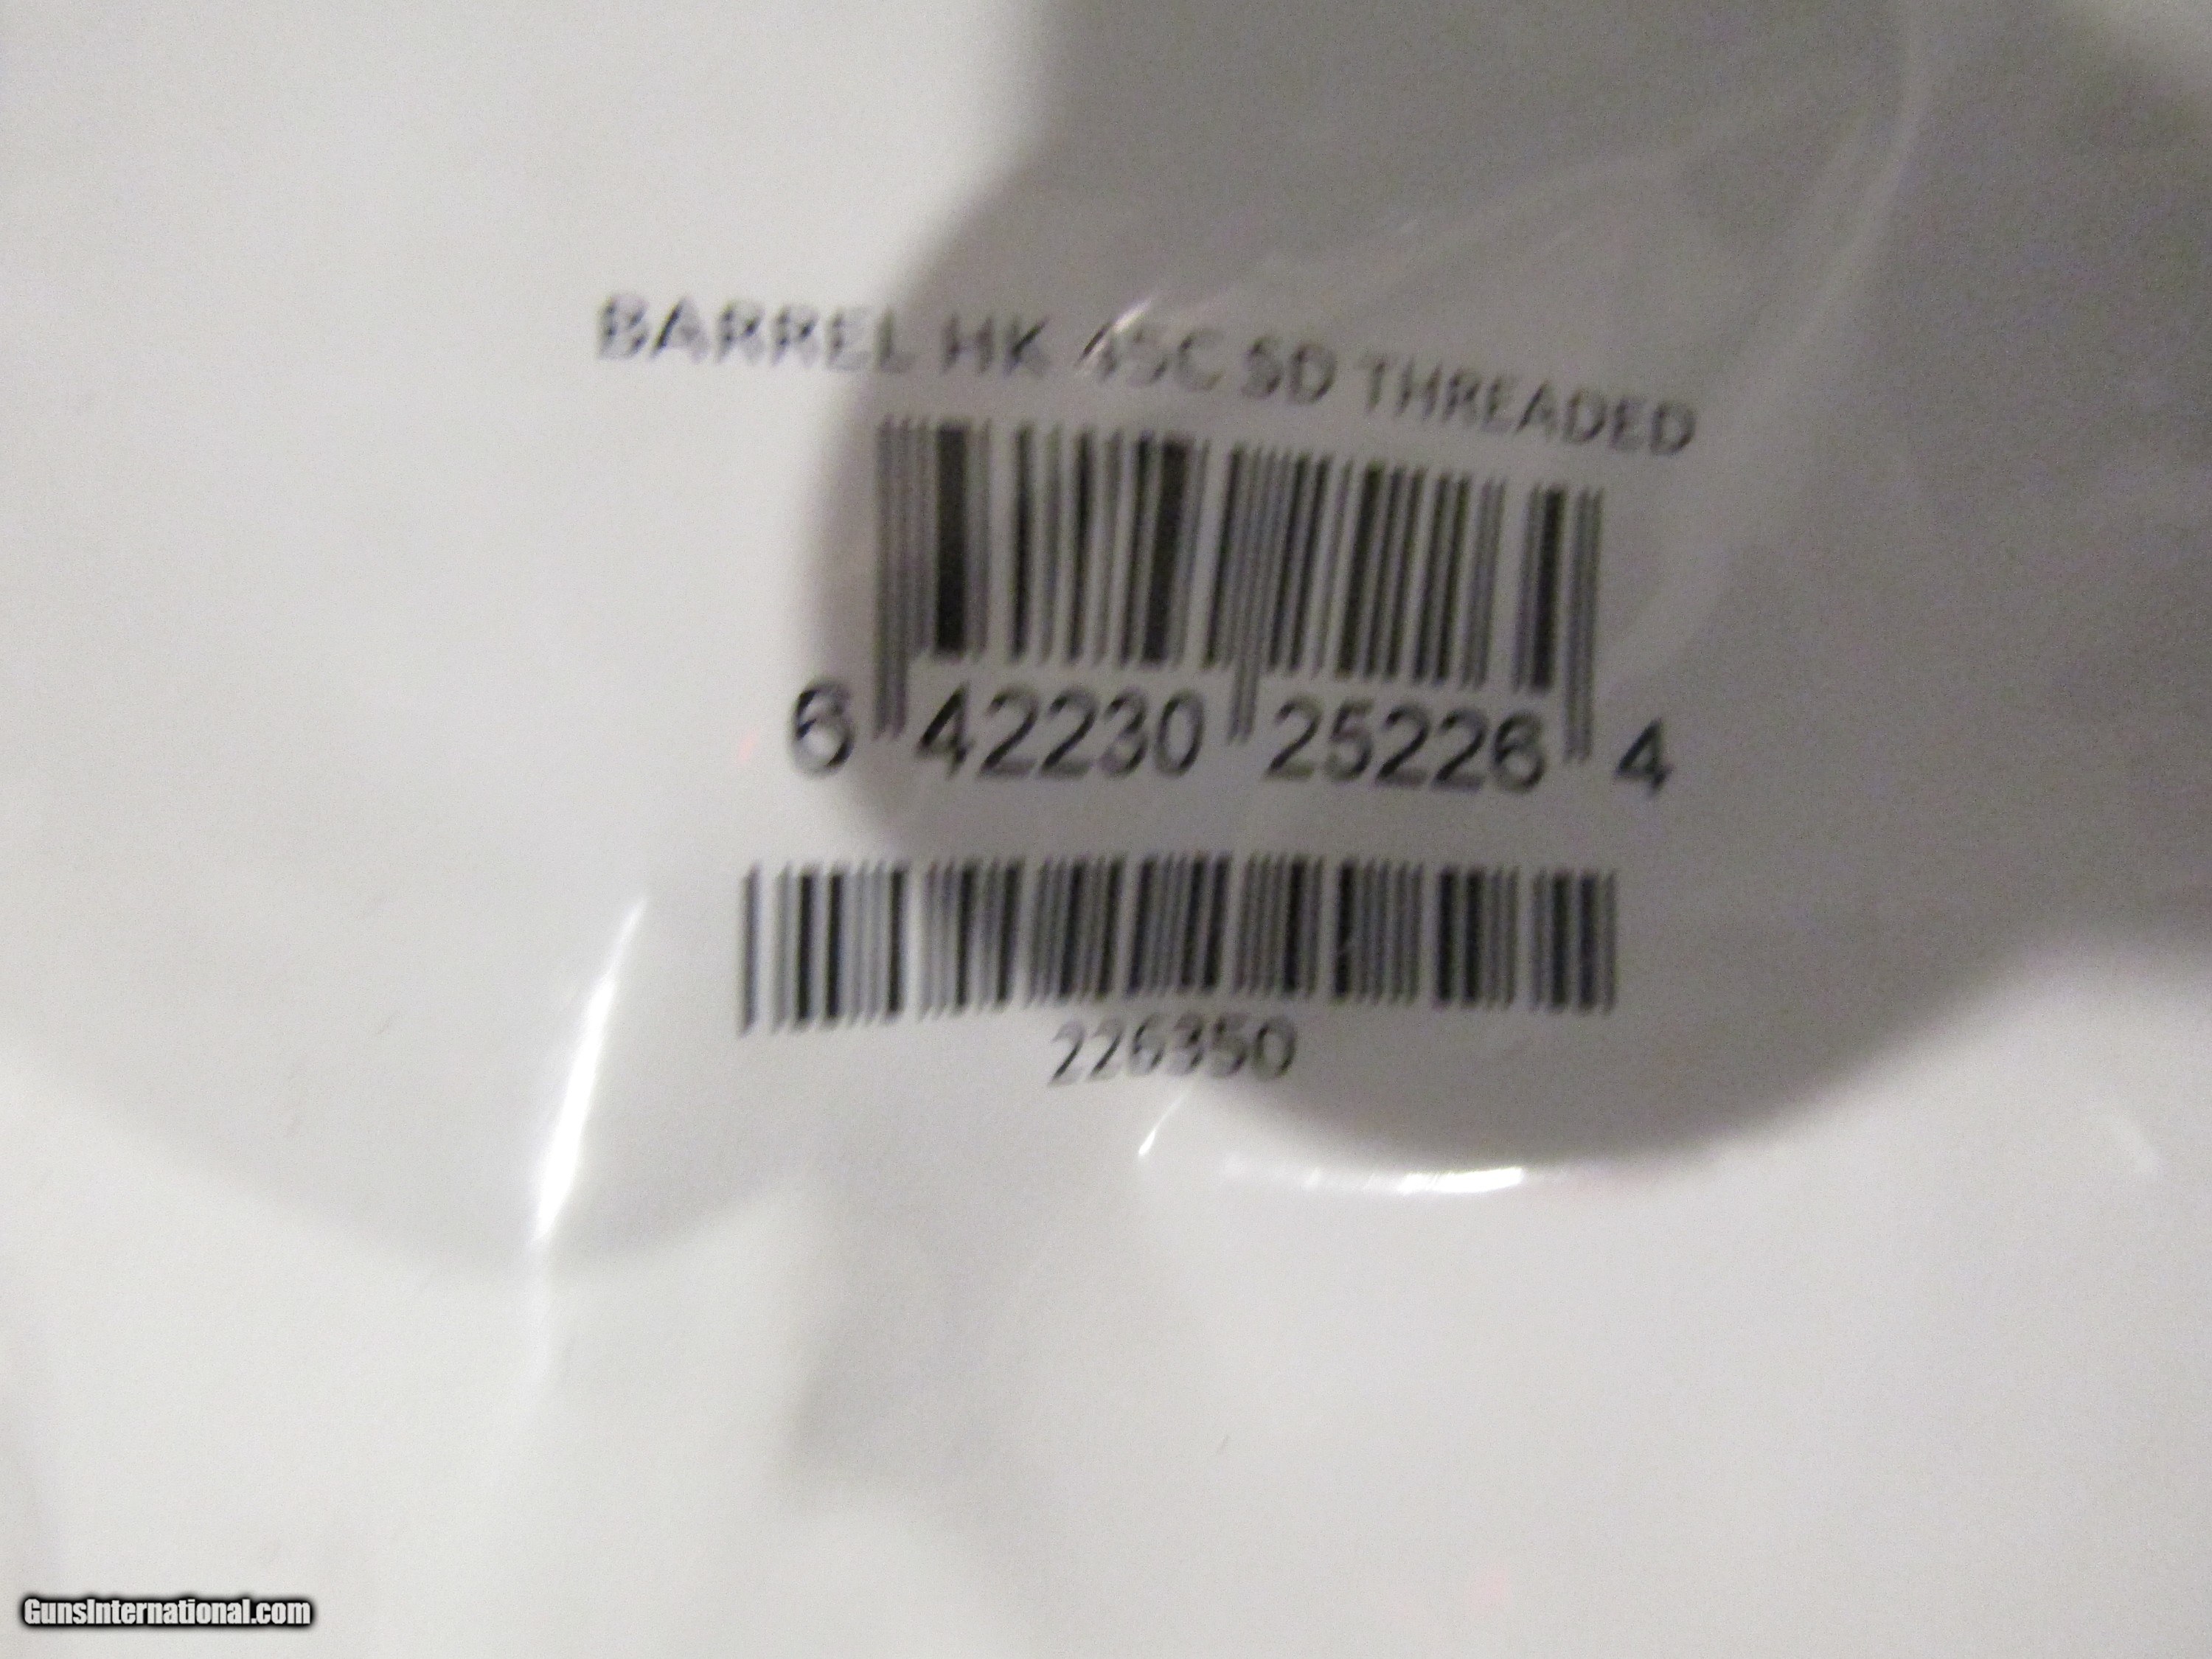 BARREL HK 45C SD THREADED
6 42230 25226 4
226350
GunsInternational.com